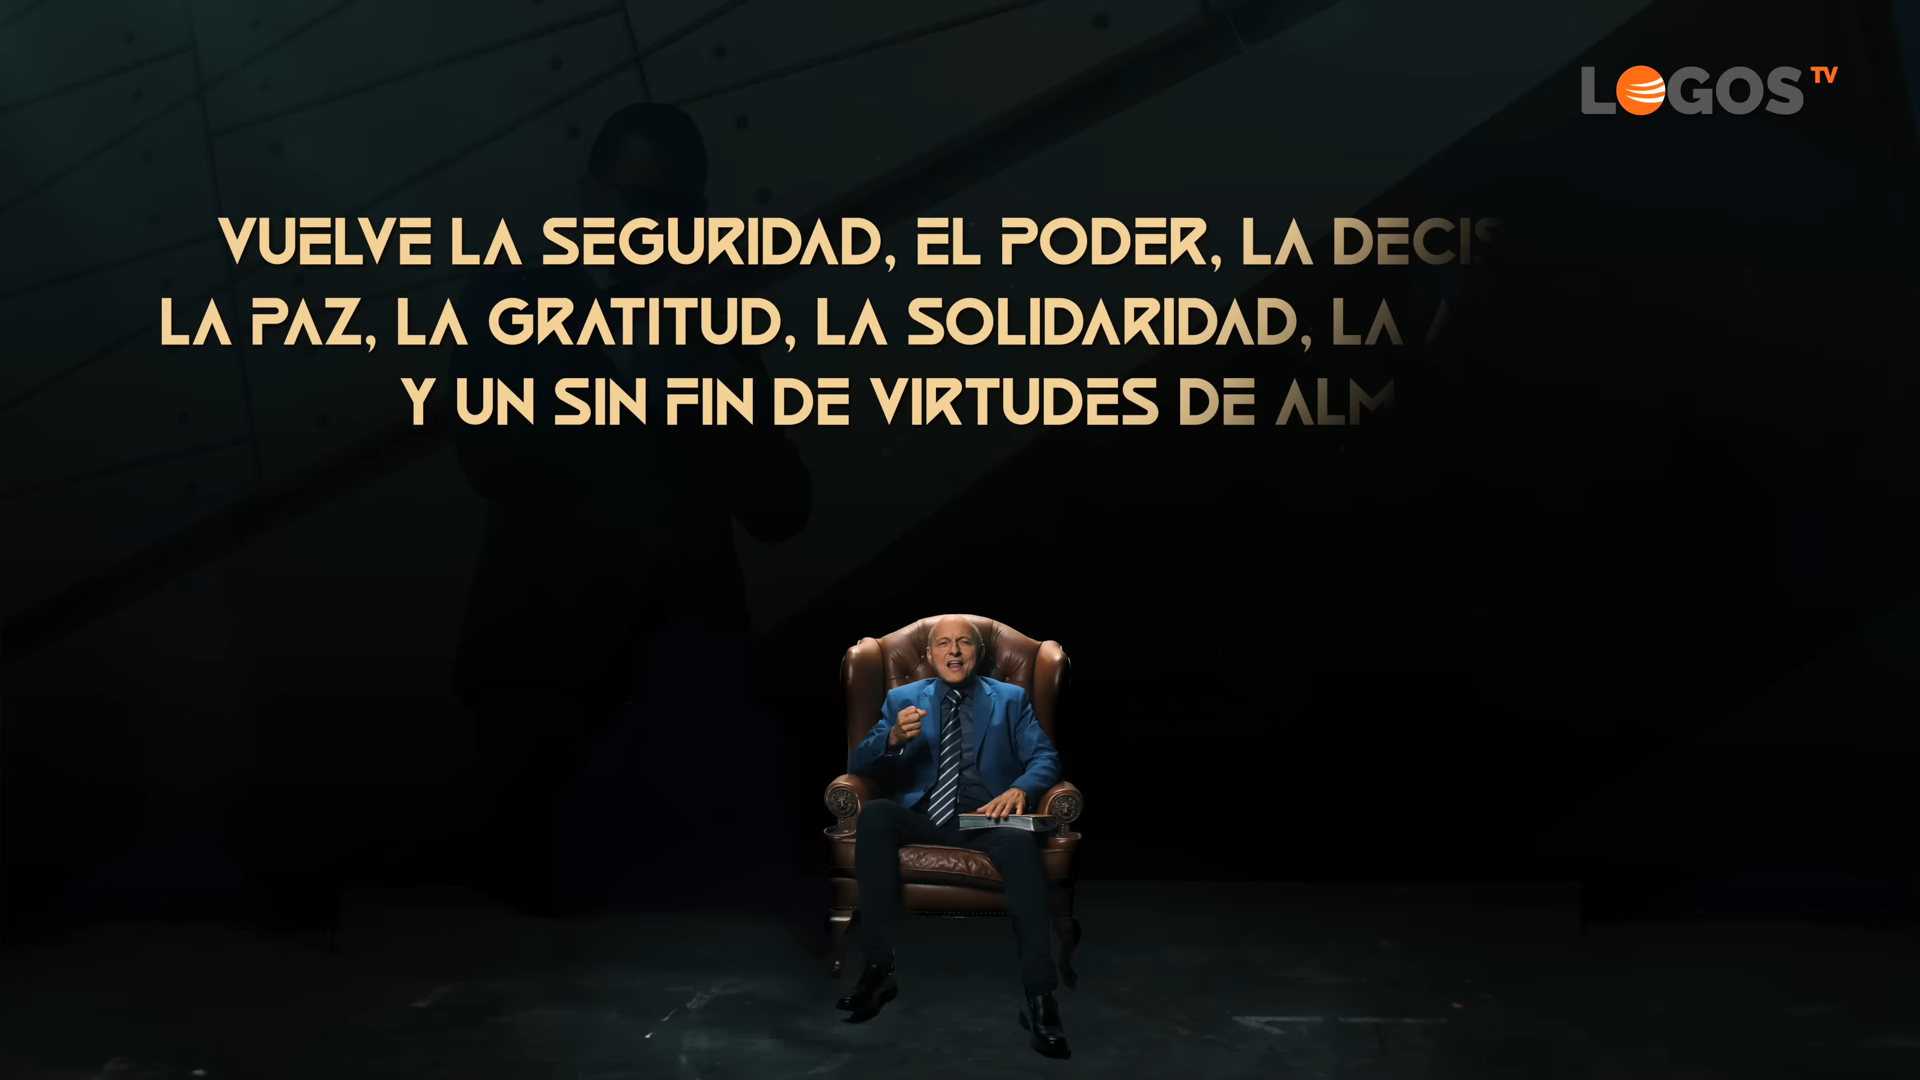 LOGOS TV
VUELVE LA SEGURIDAD, EL PODER, LA
LA PAZ, LA GRATITUD, LA SOLIDARIDAD, LA
Y UN SIN FIN DE VIRTUDES DE